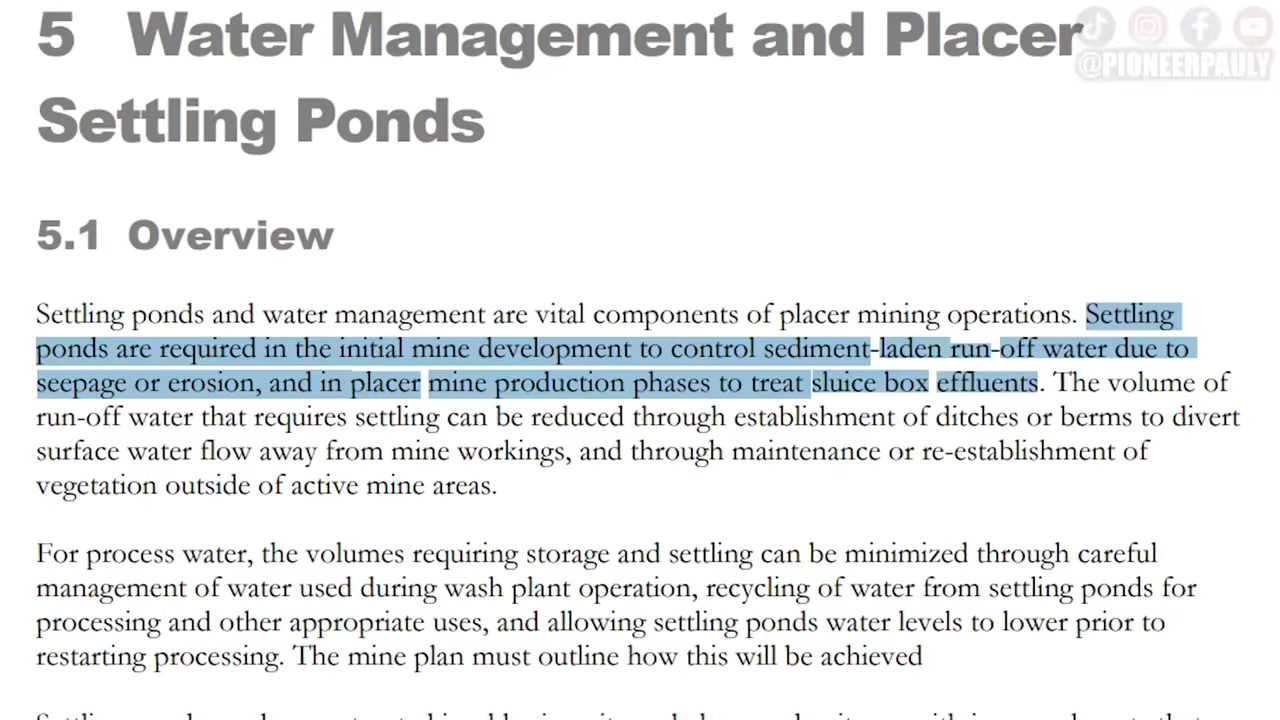 5 Water Management and Placer
@PIONEERPAULY
Settling Ponds
5.1 Overview
Settling ponds and water management are vital components of placer mining operations. Settling
ponds are required in the initial mine development to control sediment-laden run-off water due to
seepage or erosion, and in placer mine production phases to treat sluice box effluents. The volume of
run-off water that requires settling can be reduced through establishment of ditches or berms to divert
surface water flow away from mine workings, and through maintenance or re-establishment of
vegetation outside of active mine areas.
For process water, the volumes requiring storage and settling can be minimized through careful
management of water used during wash plant operation, recycling of water from settling ponds for
processing and other appropriate uses, and allowing settling ponds water levels to lower prior to
restarting processing. The mine plan must outline how this will be achieved